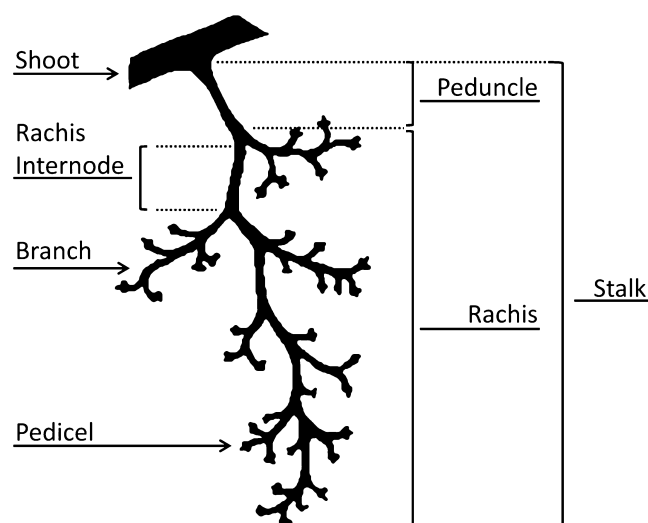 Shoot
Peduncle
Rachis
Internode
Branch
Stalk
Rachis
Pedicel